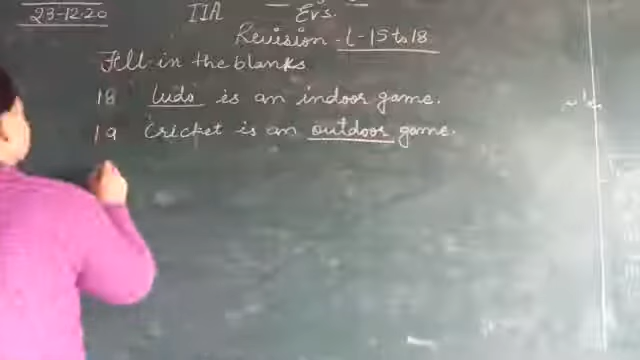 23-12-20
IIA
Evs.
Revision - L-15 to 18.
Fill in the blanks
18 Ludo is an indoor game.
19 Cricket is an outdoor game.